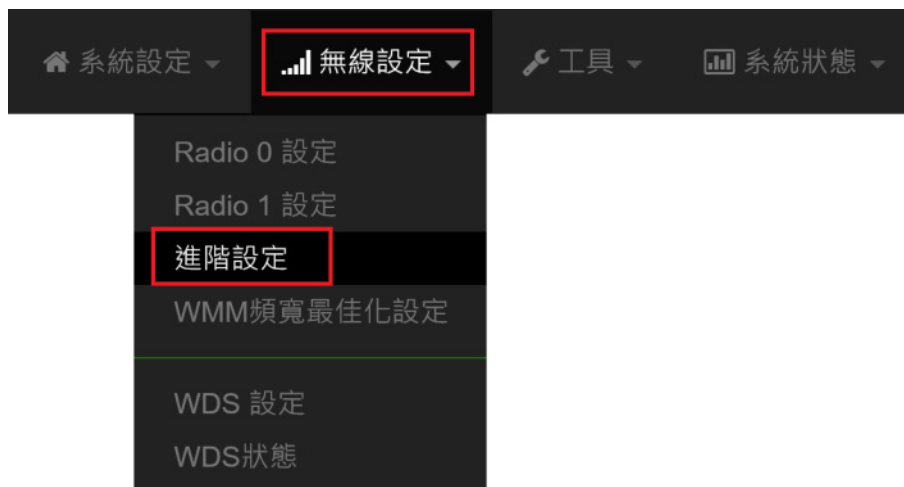 系統設定 無線設定 工具 系統狀態
Radio 0 設定
Radio 1 設定
進階設定
WMM頻寬最佳化設定
WDS 設定
WDS狀態